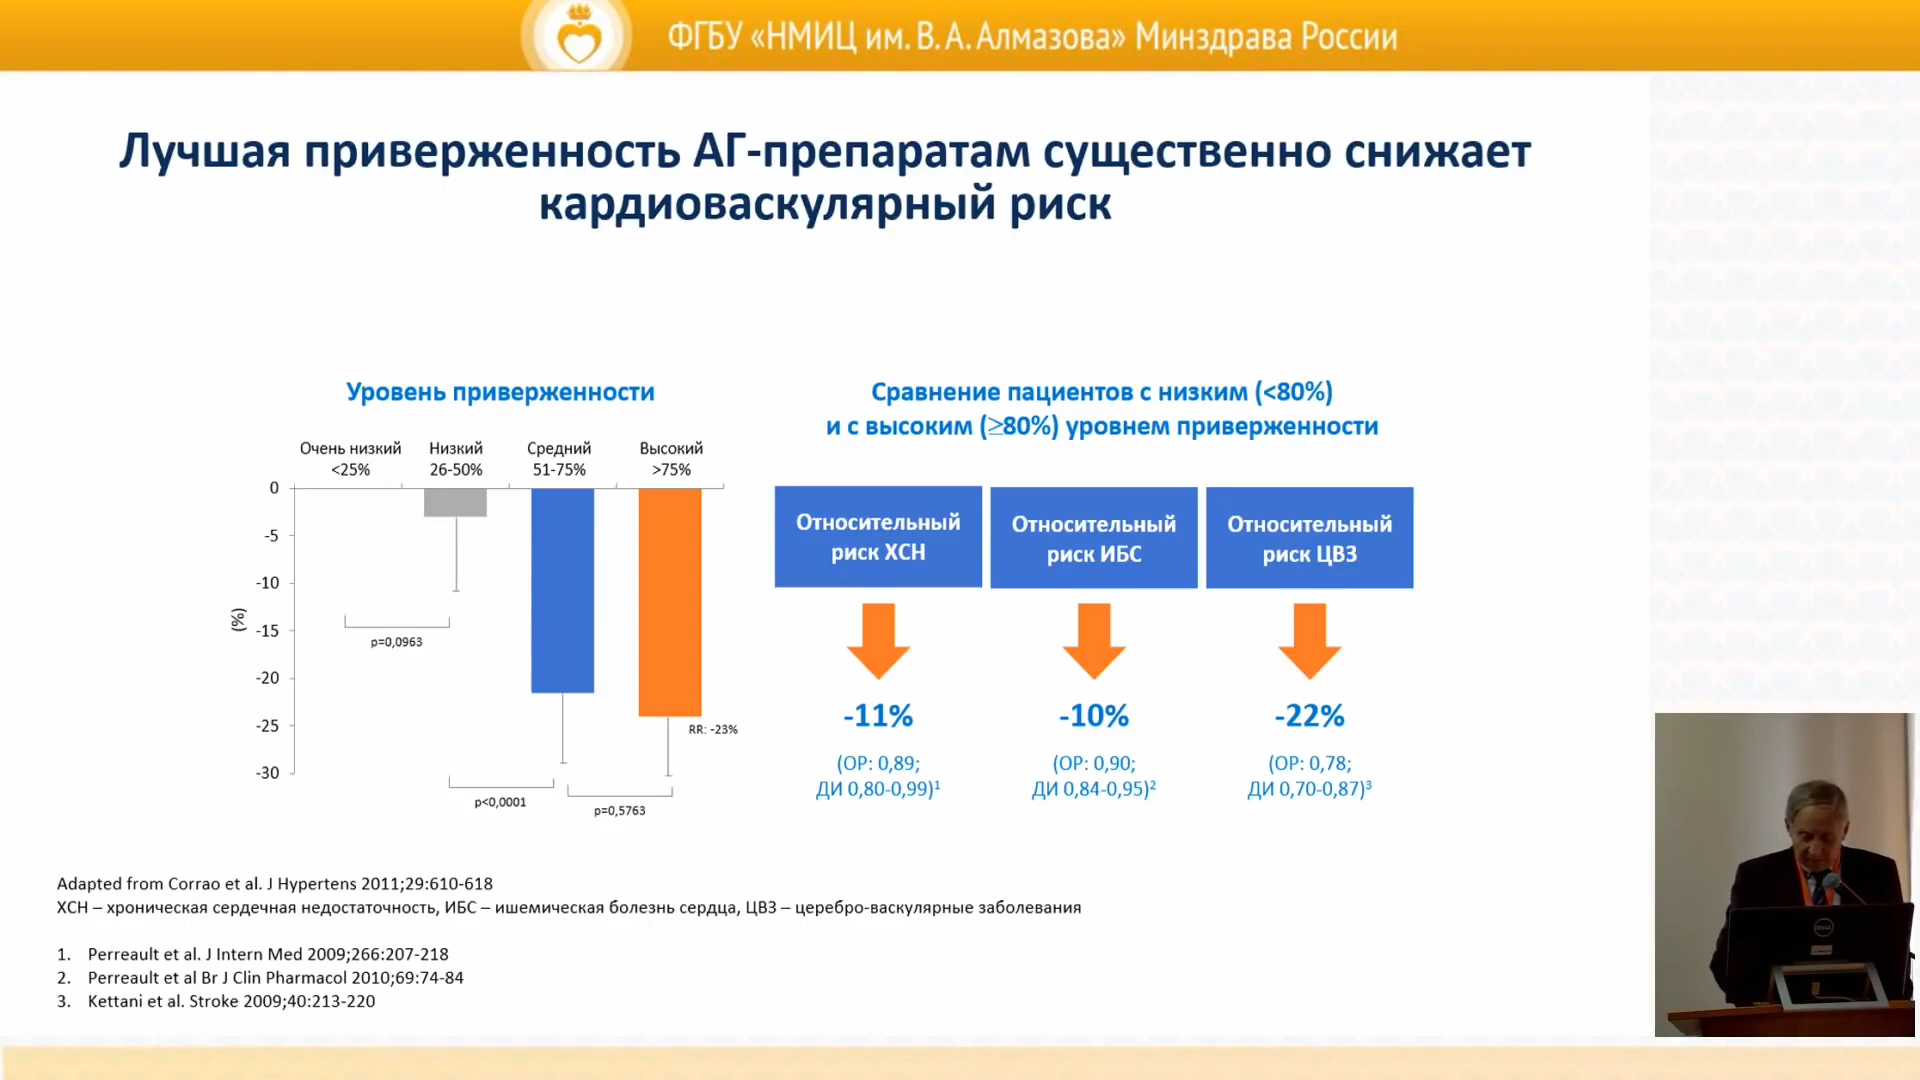 ФГБУ «НМИЦ им. В. А. Алмазова» Минздрава России
Лучшая приверженность АГ-препаратам существенно снижает
кардиоваскулярный риск
Уровень приверженности
Очень низкий
<25%
Низкий
26-50%
Средний
51-75%
Высокий
>75%
0
-5
-10
-15
-20
-25
-30
(%)
p=0,0963
p<0,0001
p=0,5763
RR: -23%
Сравнение пациентов с низким (<80%)
и с высоким (≥80%) уровнем приверженности
Относительный
риск ХСН
-11%
(ОР: 0,89;
ДИ 0,80-0,99)¹
Относительный
риск ИБС
-10%
(ОР: 0,90;
ДИ 0,84-0,95)²
Относительный
риск ЦВЗ
-22%
(ОР: 0,78;
ДИ 0,70-0,87)³
Adapted from Corrao et al. J Hypertens 2011;29:610-618
ХСН – хроническая сердечная недостаточность, ИБС – ишемическая болезнь сердца, ЦВЗ – церебро-васкулярные заболевания
1. Perreault et al. J Intern Med 2009;266:207-218
2. Perreault et al Br J Clin Pharmacol 2010;69:74-84
3. Kettani et al. Stroke 2009;40:213-220
DELL